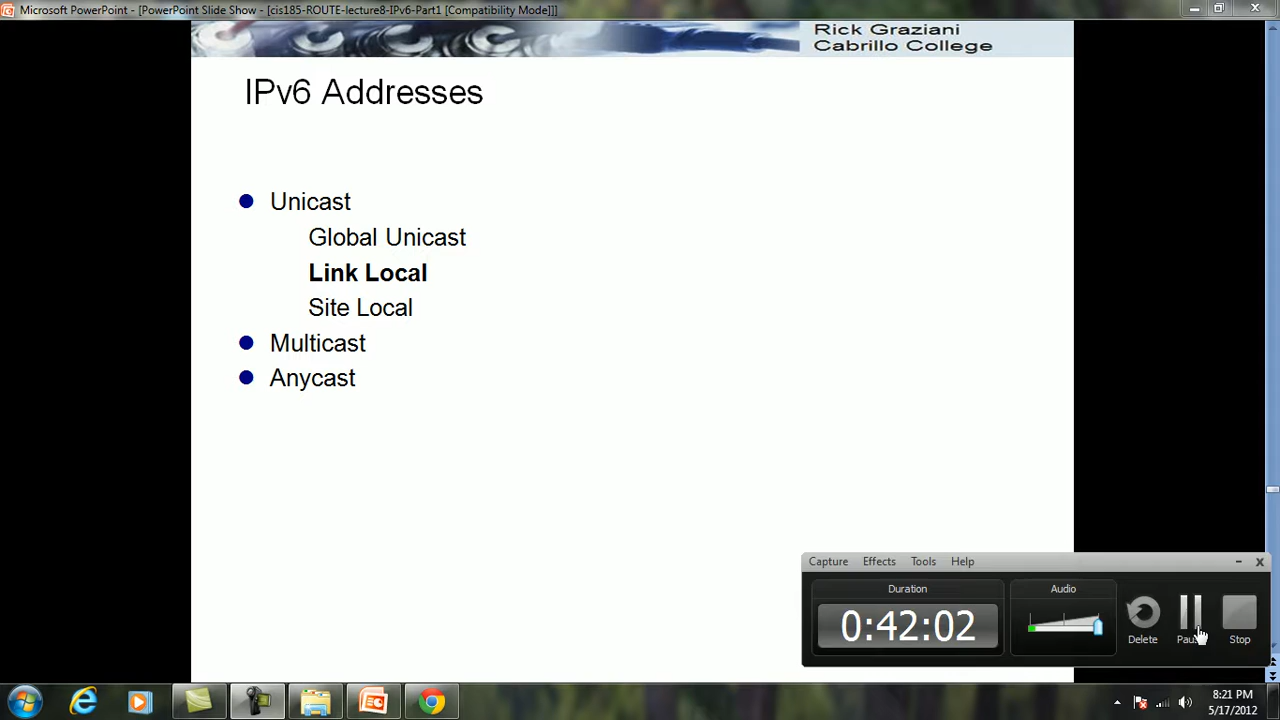 Microsoft PowerPoint - [PowerPoint Slide Show - [cis185-ROUTE-lecture8-IPv6-Part1 [Compatibility Mode]]]
Rick Graziani
Cabrillo College
IPv6 Addresses
Unicast
Global Unicast
Link Local
Site Local
Multicast
Anycast
Capture Effects Tools Help
Duration
Audio
0:42:02
Delete
Stop
8:21 PM
5/17/2012